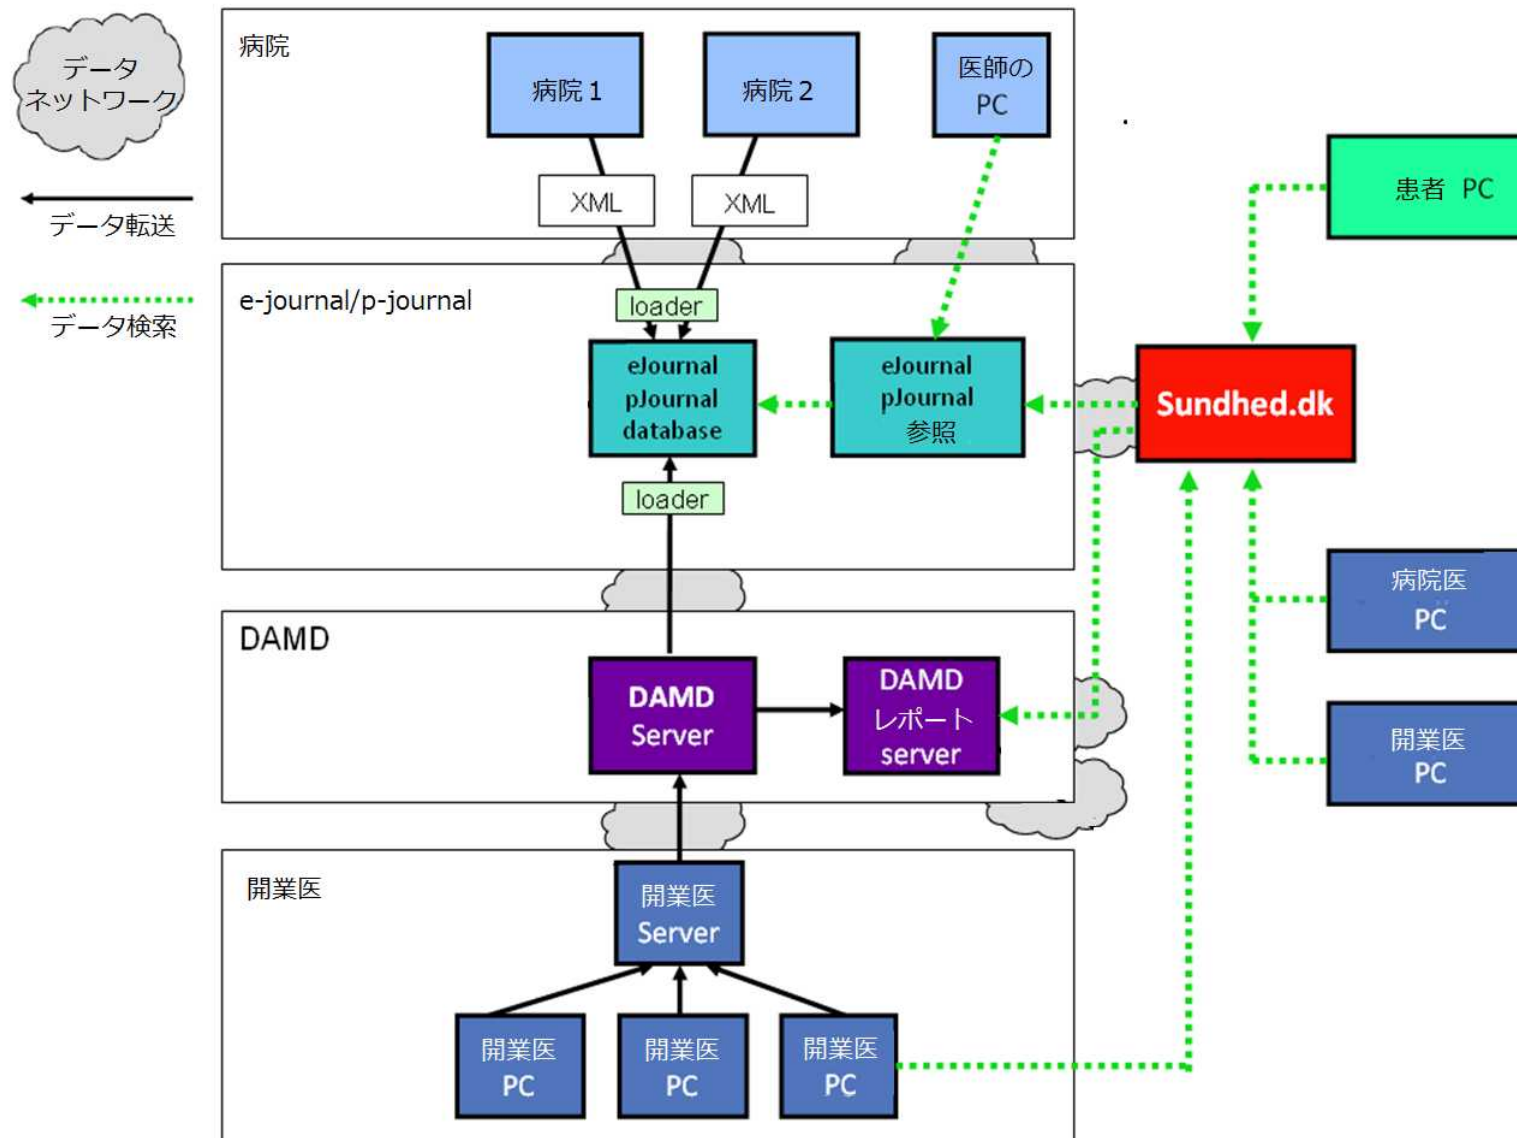 データ
ネットワーク
データ転送
データ検索
病院
病院１
病院２
医師の
PC
XML
XML
患者 PC
e-journal/p-journal
loader
eJournal
pJournal
database
eJournal
pJournal
参照
Sundhed.dk
loader
病院医
PC
DAMD
DAMD
Server
DAMD
レポート
server
開業医
PC
開業医
開業医
Server
開業医
PC
開業医
PC
開業医
PC